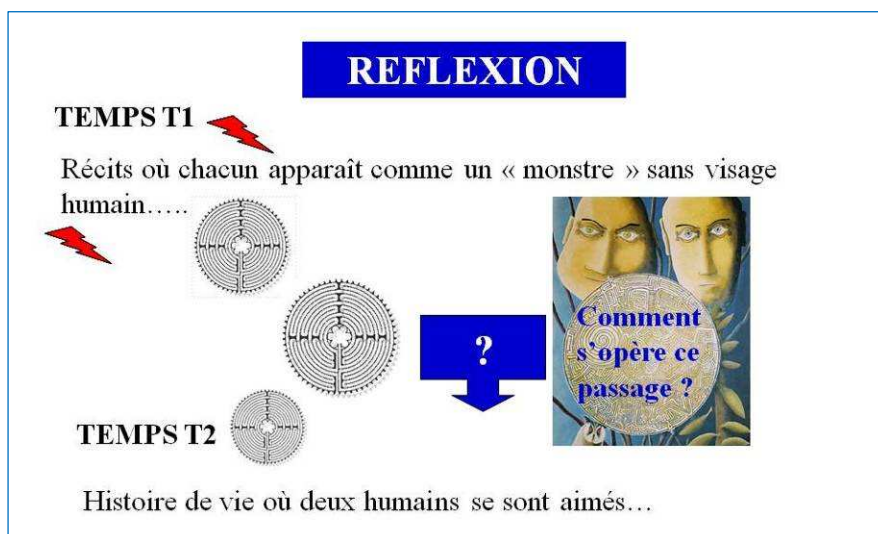 REFLEXION
TEMPS T1
Récits où chacun apparaît comme un « monstre » sans visage
humain.....
?
Comment
s'opère ce
passage ?
TEMPS T2
Histoire de vie où deux humains se sont aimés…